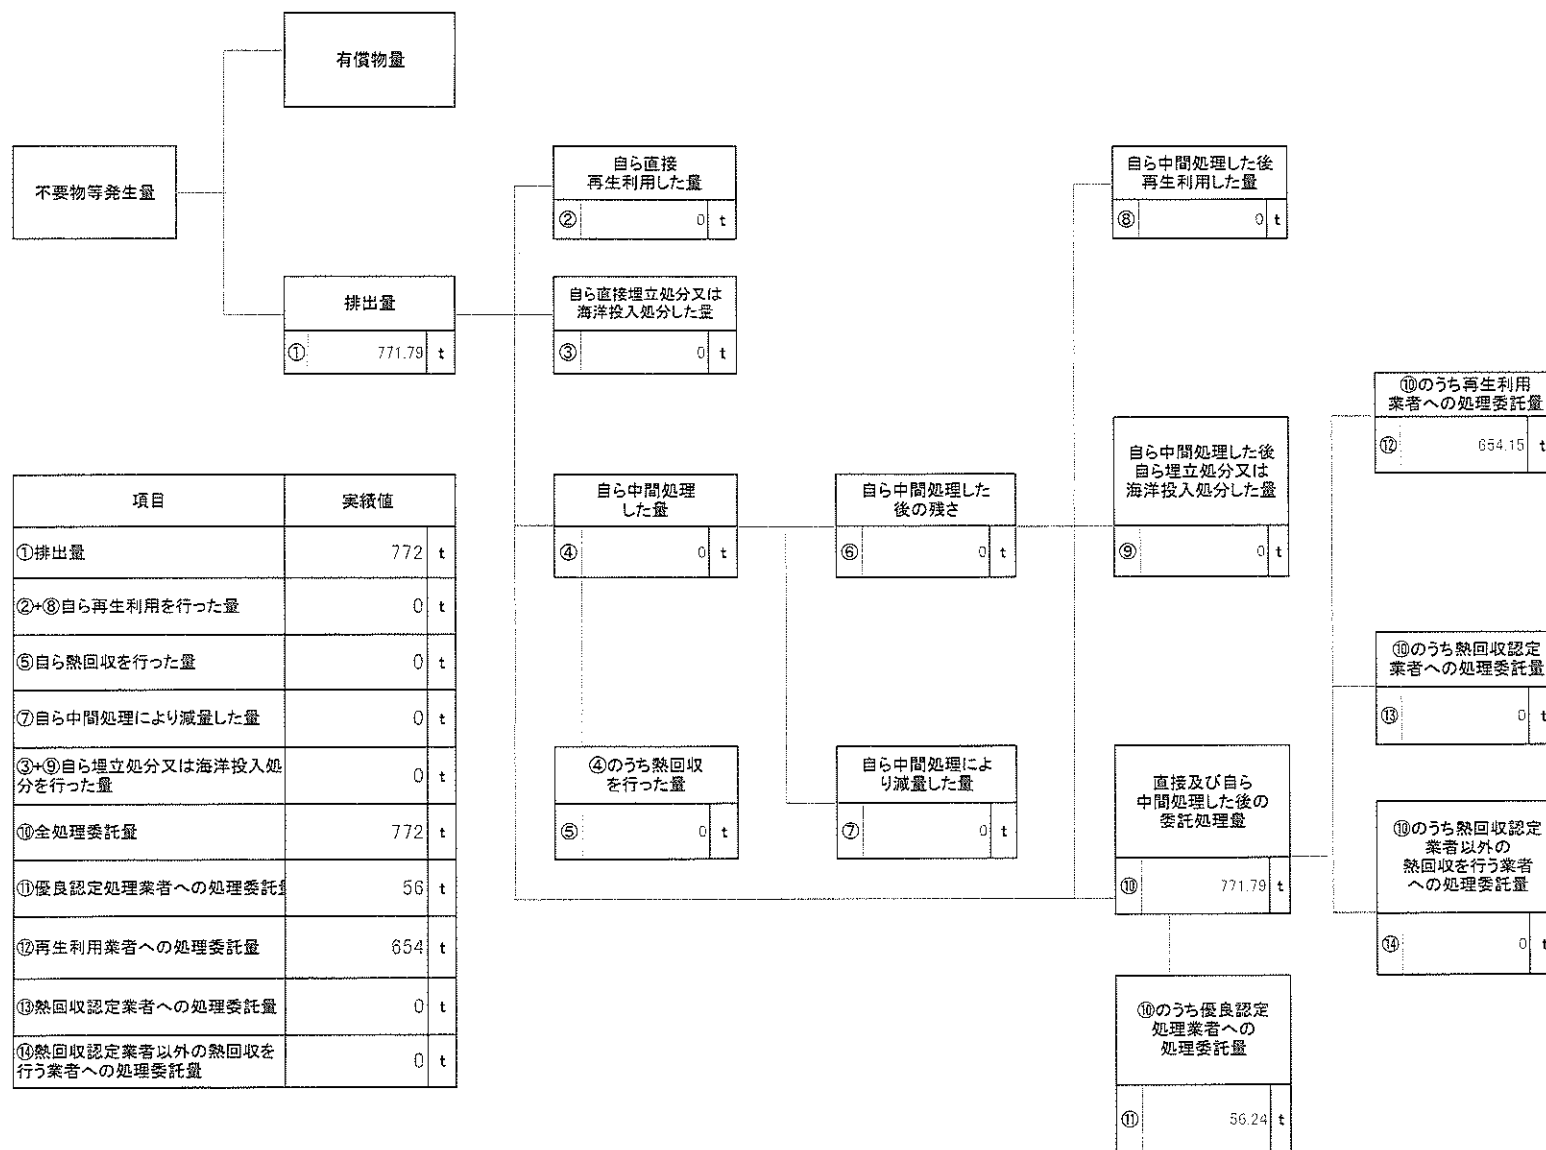 有償物量
不要物等発生量
排出量
① 771.79 t
自ら直接
再生利用した量
② 0 t
自ら直接埋立処分又は
海洋投入処分した量
③ 0 t
自ら中間処理
した量
④ 0 t
④のうち熱回収
を行った量
⑤ 0 t
自ら中間処理した
後の残さ
⑥ 0 t
自ら中間処理によ
り減量した量
⑦ 0 t
自ら中間処理した後
再生利用した量
⑧ 0 t
自ら中間処理した後
自ら埋立処分又は
海洋投入処分した量
⑨ 0 t
直接及び自ら
中間処理した後の
委託処理量
⑩ 771.79 t
⑩のうち優良認定
処理業者への
処理委託量
⑪ 56.24 t
⑩のうち再生利用
業者への処理委託量
⑫ 654.15 t
⑩のうち熱回収認定
業者への処理委託量
⑬ 0 t
⑩のうち熱回収認定
業者以外の
熱回収を行う業者
への処理委託量
⑭ 0 t
項目 実績値
①排出量 772 t
②+⑧自ら再生利用を行った量 0 t
⑤自ら熱回収を行った量 0 t
⑦自ら中間処理により減量した量 0 t
③+⑨自ら埋立処分又は海洋投入処
分を行った量 0 t
⑩全処理委託量 772 t
⑪優良認定処理業者への処理委託 56 t
⑫再生利用業者への処理委託量 654 t
⑬熱回収認定業者への処理委託量 0 t
⑭熱回収認定業者以外の熱回収を
行う業者への処理委託量 0 t